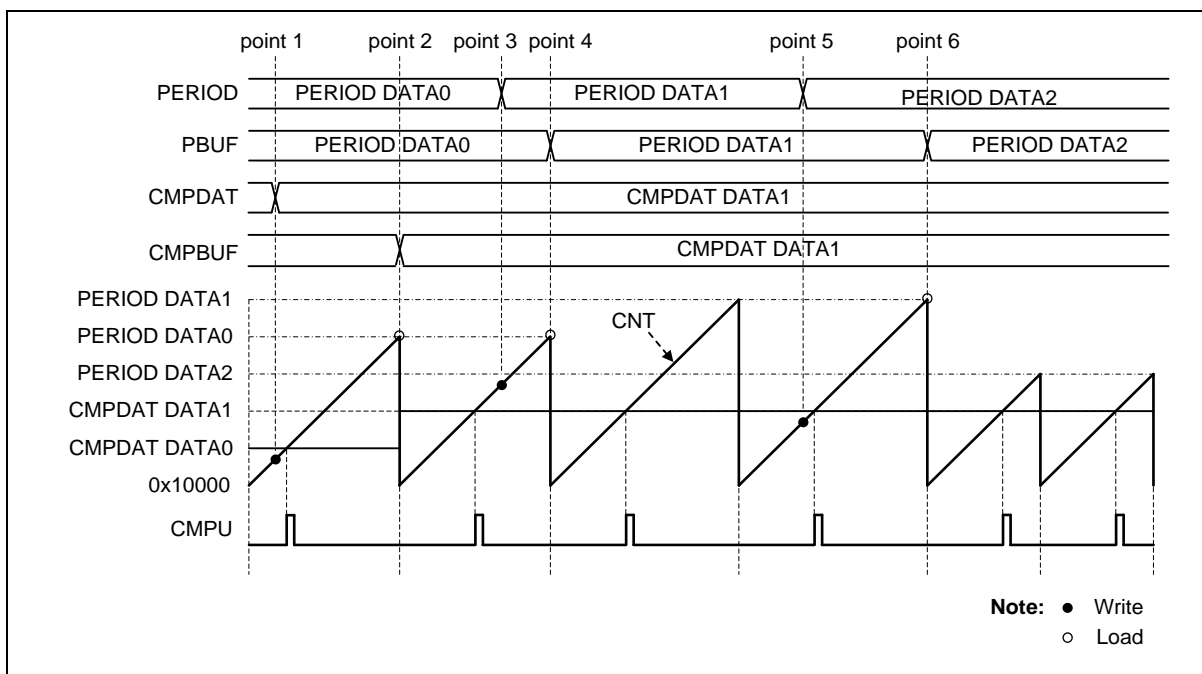 point 1 point 2 point 3 point 4 point 5 point 6
PERIOD PERIOD DATA0 PERIOD DATA1 PERIOD DATA2
PBUF PERIOD DATA0 PERIOD DATA1 PERIOD DATA2
CMPDAT CMPDAT DATA1
CMPBUF CMPDAT DATA1
PERIOD DATA1
CNT
PERIOD DATA0
PERIOD DATA2
CMPDAT DATA1
CMPDAT DATA0
0x10000
CMPU
Note: ● Write
○ Load